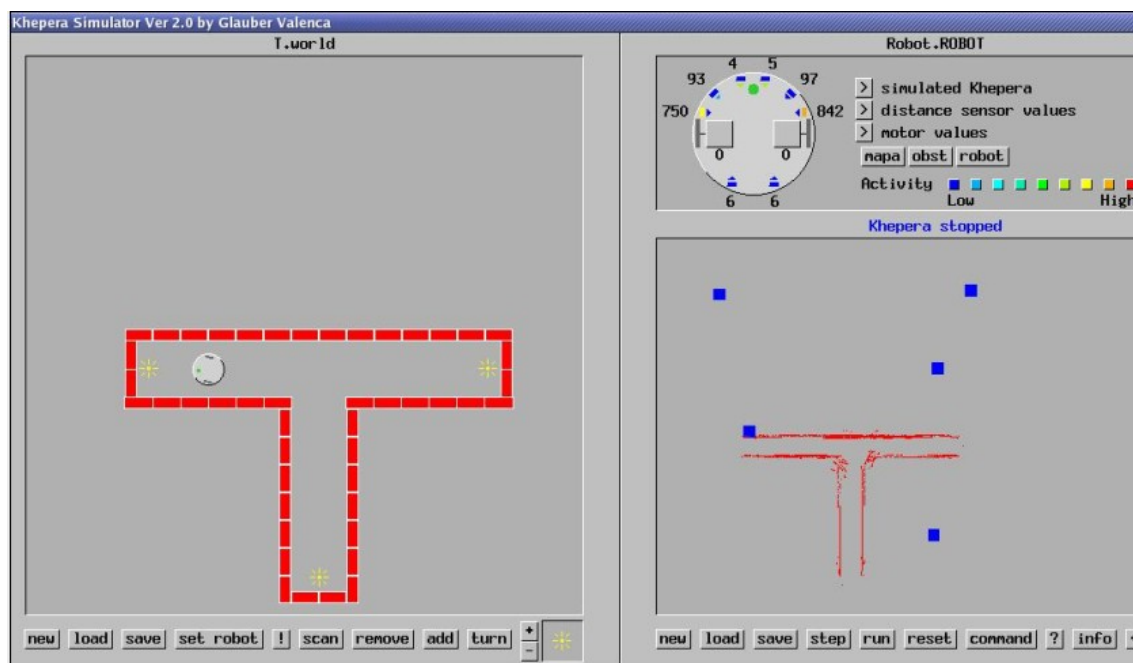 Khepera Simulator Ver 2.0 by Glauber Valenca
T.world
Robot.ROBOT
4 5
93 97
750 842
0 0
6 6
> simulated Khepera
> distance sensor values
> motor values
mapa obst robot
Activity
Low High
Khepera stopped
new load save set robot ! scan remove add turn + -
new load save step run reset command ? info